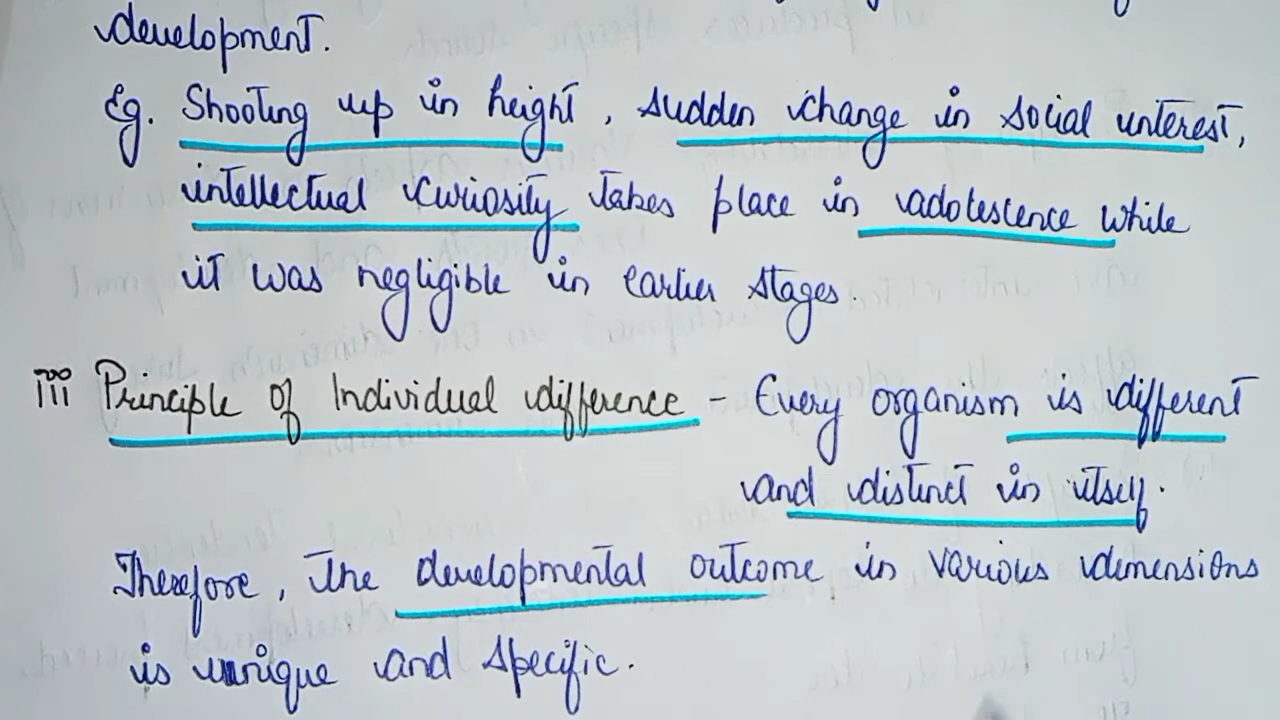 development.
Eg. Shooting up in height, sudden change in social interest,
intellectual curiosity takes place in adolescence while
it was negligible in earlier stages.
iii Principle of Individual difference - Every organism is different
and distinct in itself.
Therefore, the developmental outcome in various dimensions
is unique and specific.